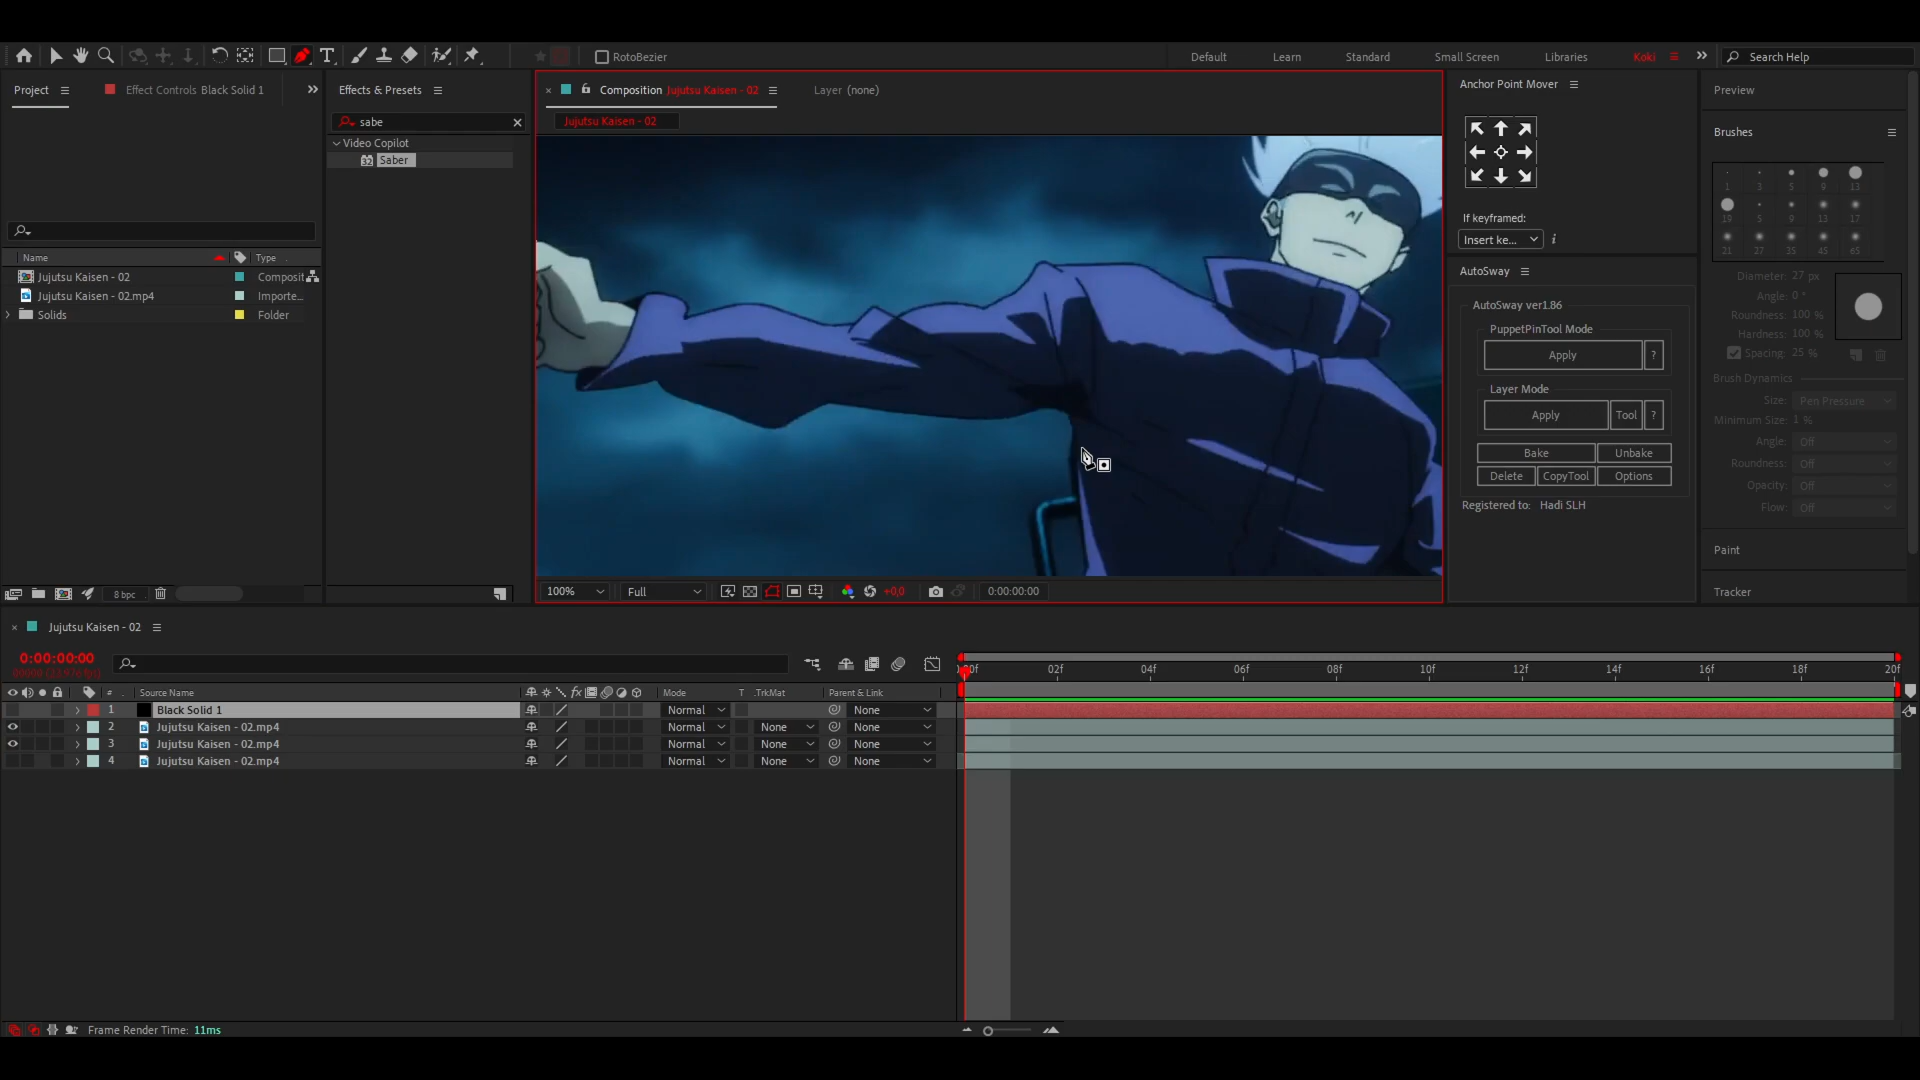 RotoBezier
Default
Learn
Standard
Small Screen
Libraries
Koki
Search Help
Project
Effect Controls Black Solid 1
Effects & Presets
Composition Jujutsu Kaisen - 02
Layer (none)
Anchor Point Mover
Preview
sabe
Jujutsu Kaisen - 02
Brushes
Video Copilot
32
Saber
1
3
5
9
13
19
5
9
13
17
21
27
35
45
65
If keyframed:
Insert ke...
i
Name
Type
Jujutsu Kaisen - 02
Composit
Jujutsu Kaisen - 02.mp4
Importe...
Solids
Folder
AutoSway
AutoSway ver1.86
PuppetPinTool Mode
Apply
?
Layer Mode
Apply
Tool
?
Bake
Unbake
Delete
CopyTool
Options
Registered to: Hadi SLH
Diameter: 27 px
Angle: 0 °
Roundness: 100 %
Hardness: 100 %
Spacing: 25 %
Brush Dynamics
Size: Pen Pressure
Minimum Size: 1 %
Angle: Off
Roundness: Off
Opacity: Off
Flow: Off
Paint
Tracker
8 bpc
100%
Full
+0,0
0:00:00:00
Jujutsu Kaisen - 02
0:00:00:00
02f
04f
06f
08f
10f
12f
14f
16f
18f
20f
#
Source Name
fx
Mode
T
.TrkMat
Parent & Link
1
Black Solid 1
Normal
None
2
Jujutsu Kaisen - 02.mp4
Normal
None
None
3
Jujutsu Kaisen - 02.mp4
Normal
None
None
4
Jujutsu Kaisen - 02.mp4
Normal
None
None
Frame Render Time: 11ms